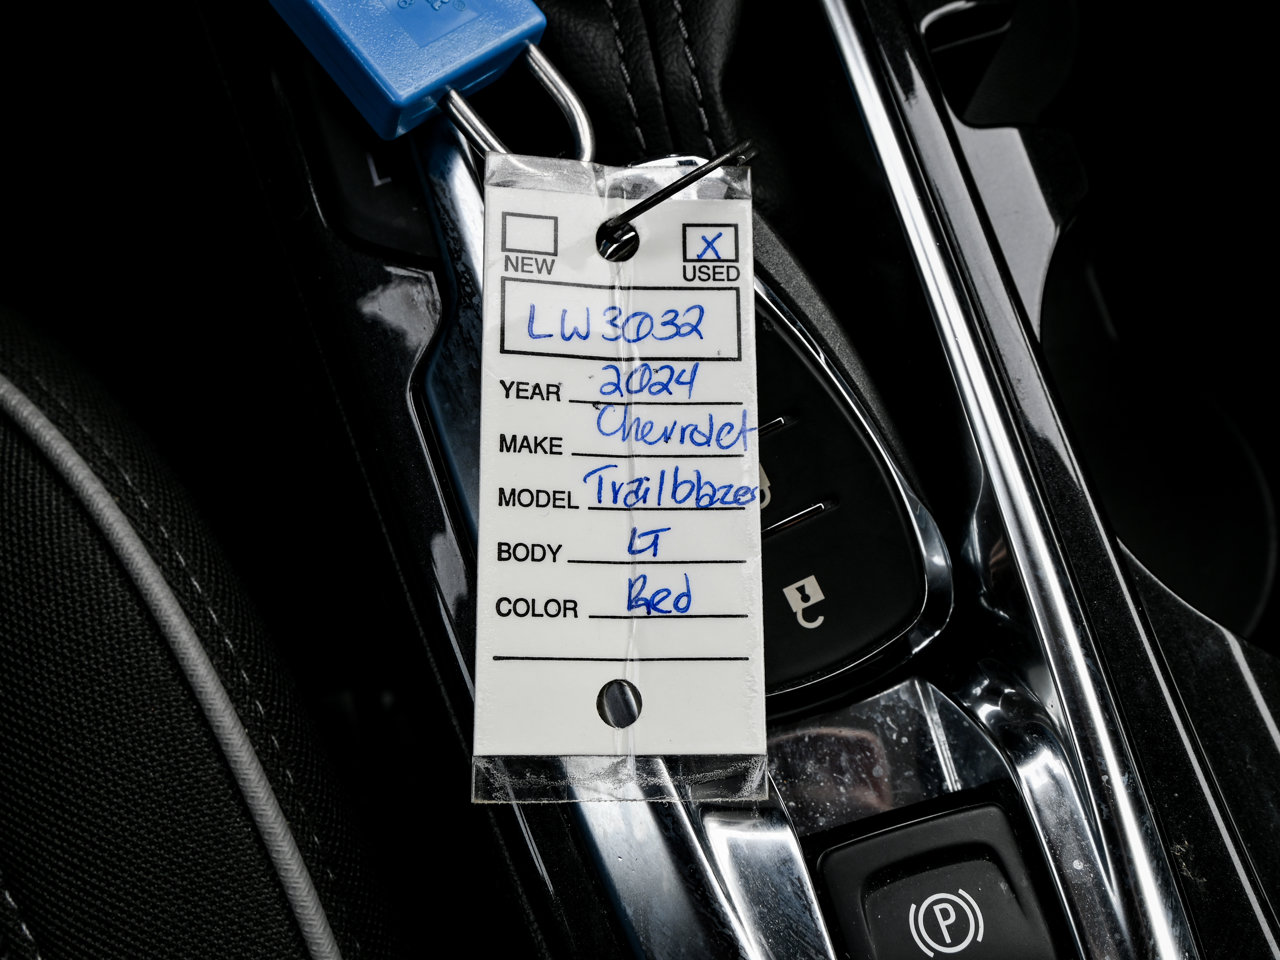 X
NEW USED
LW3032
YEAR 2024
MAKE Chevrolet
MODEL Trailblazer
BODY LT
COLOR Red
P